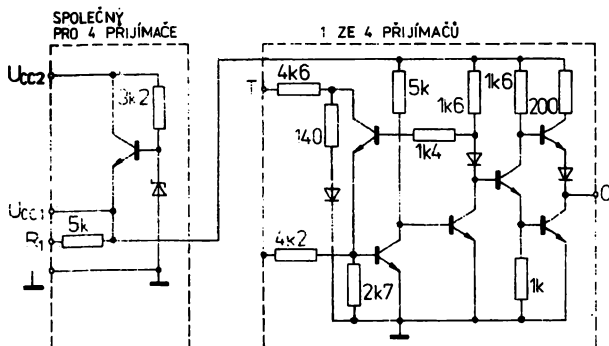 SPOLEČNÝ
PRO 4 PŘIJÍMAČE
1 ZE 4 PŘIJÍMAČŮ
UCC2
3k2
UCC1
R1
5k
T
4k6
140
5k
1k6
1k6
200
1k4
4k2
2k7
1k
O